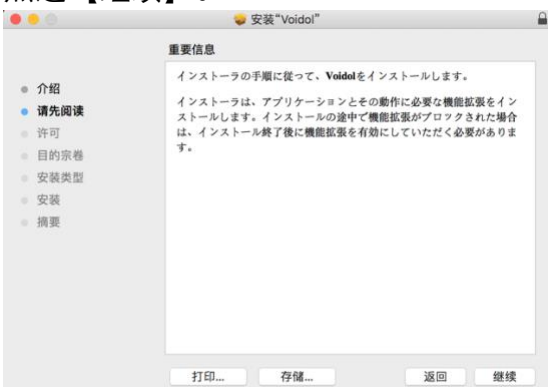 安装“Voidol”
重要信息
介绍
请先阅读
许可
目的宗卷
安装类型
安装
摘要
インストーラの手順に従って、Voidolをインストールします。
インストーラは、アプリケーションとその動作に必要な機能拡張をイン
ストールします。インストールの途中で機能拡張がブロックされた場合
は、インストール終了後に機能拡張を有効にしていただく必要がありま
す。
打印...
存储...
返回
继续